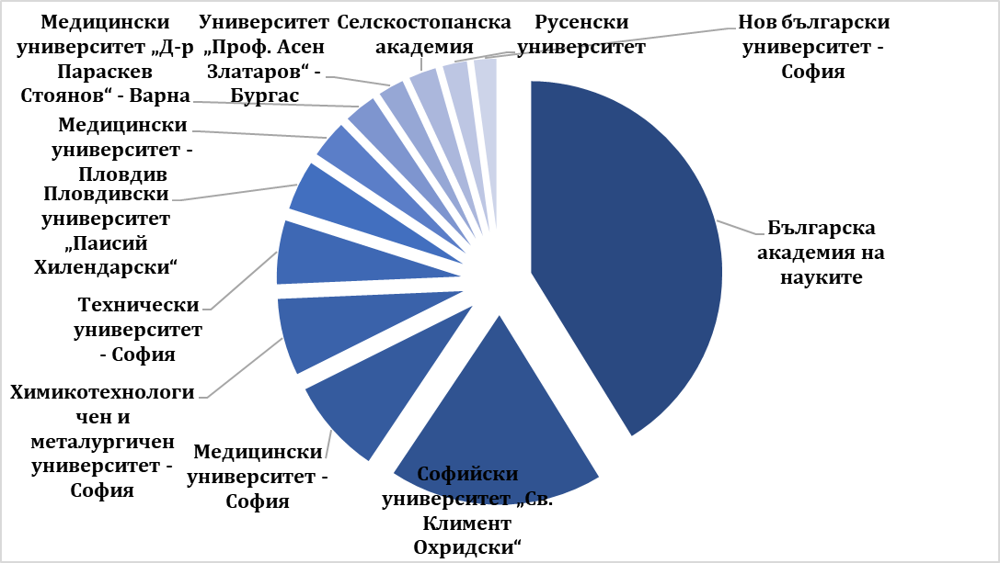 Медицински
университет „Д-р
Параскев
Стоянов“ - Варна
Университет
„Проф. Асен
Златаров“ -
Бургас
Селскостопанска
академия
Русенски
университет
Нов български
университет -
София
Медицински
университет -
Пловдив
Пловдивски
университет
„Паисий
Хилендарски“
Българска
академия на
науките
Технически
университет
- София
Химикотехнологи
чен и
металургичен
университет -
София
Медицински
университет -
София
Софийски
университет „Св.
Климент
Охридски“